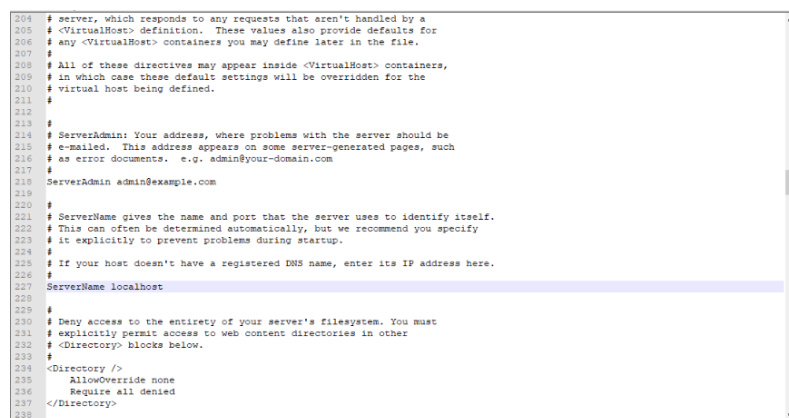 204 # server, which responds to any requests that aren't handled by a
205 # <VirtualHost> definition.  These values also provide defaults for
206 # any <VirtualHost> containers you may define later in the file.
207 #
208 # All of these directives may appear inside <VirtualHost> containers,
209 # in which case these default settings will be overridden for the
210 # virtual host being defined.
211 #
212
213 #
214 # ServerAdmin: Your address, where problems with the server should be
215 # e-mailed.  This address appears on some server-generated pages, such
216 # as error documents.  e.g. admin@your-domain.com
217 #
218 ServerAdmin admin@example.com
219
220 #
221 # ServerName gives the name and port that the server uses to identify itself.
222 # This can often be determined automatically, but we recommend you specify
223 # it explicitly to prevent problems during startup.
224 #
225 # If your host doesn't have a registered DNS name, enter its IP address here.
226 #
227 ServerName localhost
228
229 #
230 # Deny access to the entirety of your server's filesystem. You must
231 # explicitly permit access to web content directories in other
232 # <Directory> blocks below.
233 #
234 <Directory />
235     AllowOverride none
236     Require all denied
237 </Directory>
238